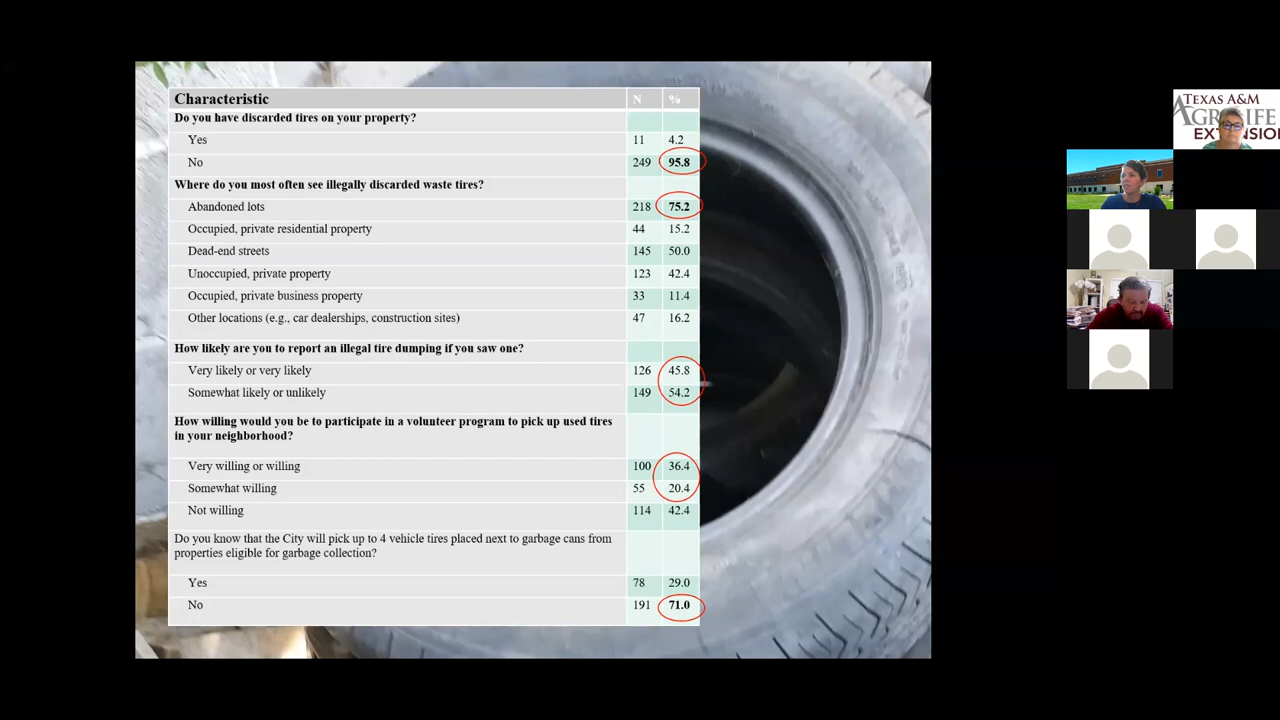 Characteristic N %
Do you have discarded tires on your property?
Yes 11 4.2
No 249 95.8
Where do you most often see illegally discarded waste tires?
Abandoned lots 218 75.2
Occupied, private residential property 44 15.2
Dead-end streets 145 50.0
Unoccupied, private property 123 42.4
Occupied, private business property 33 11.4
Other locations (e.g., car dealerships, construction sites) 47 16.2
How likely are you to report an illegal tire dumping if you saw one?
Very likely or very likely 126 45.8
Somewhat likely or unlikely 149 54.2
How willing would you be to participate in a volunteer program to pick up used tires
in your neighborhood?
Very willing or willing 100 36.4
Somewhat willing 55 20.4
Not willing 114 42.4
Do you know that the City will pick up to 4 vehicle tires placed next to garbage cans from
properties eligible for garbage collection?
Yes 78 29.0
No 191 71.0
TEXAS A&M